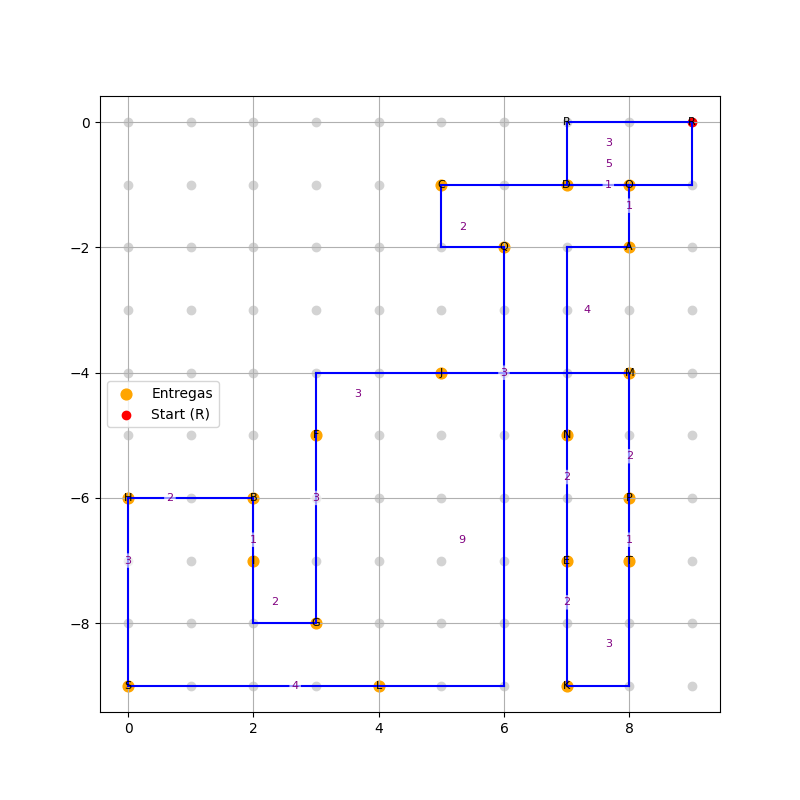 0 R
3
5
C D 1 O
1
2
−2 Q A
4
−4 J 3 M
Entregas 3
Start (R)
F N
2
2
−6 H 2 B 3 P
1 9 1
3 E T
2 2
−8 G
3
S 4 L K
0 2 4 6 8